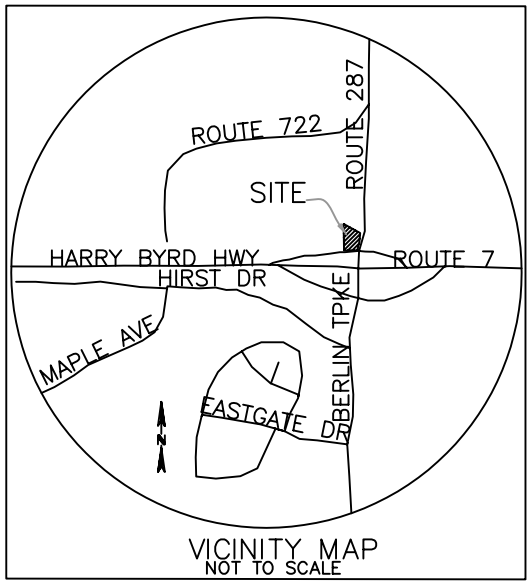 ROUTE 287
ROUTE 722
SITE
HARRY BYRD HWY
ROUTE 7
HIRST DR
BERLIN TPKE
MAPLE AVE
EASTGATE DR
N
VICINITY MAP
NOT TO SCALE